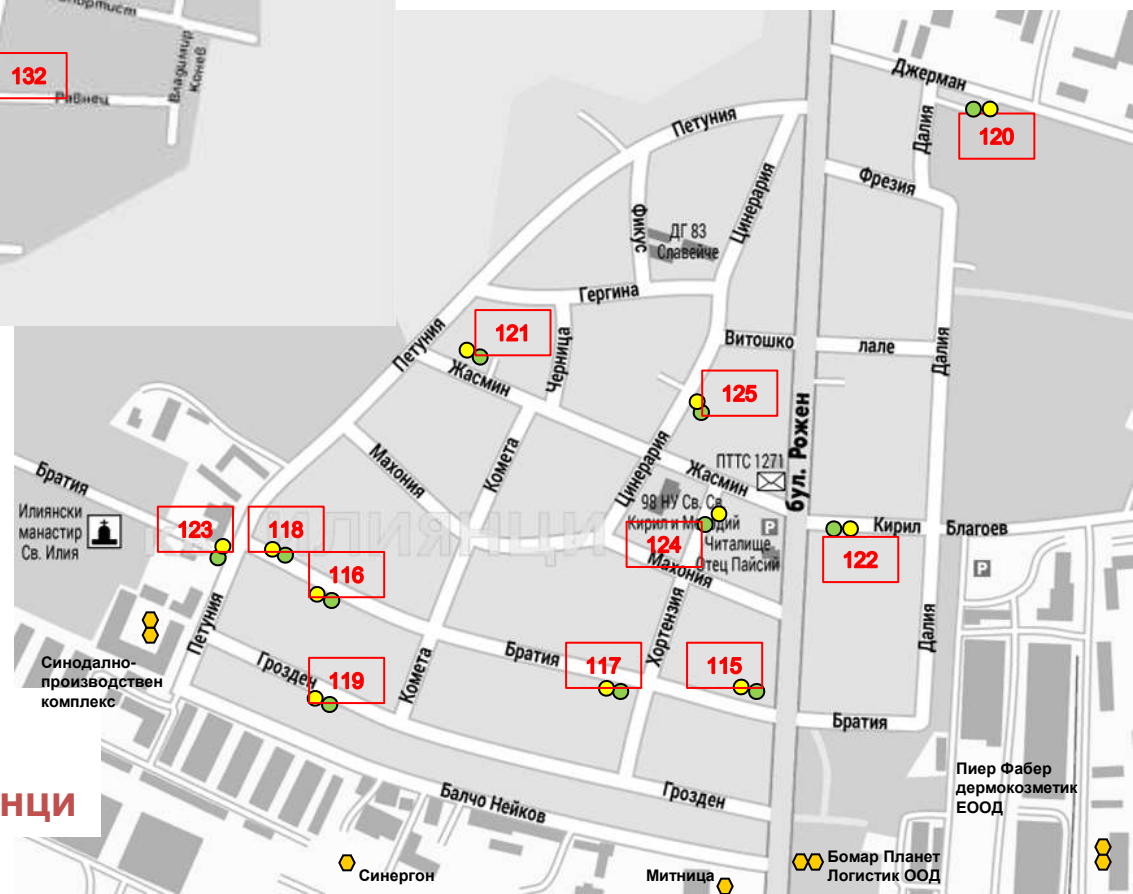 Владимир
Конев
132
Равнец
Джерман
Петуния
120
Далия
Фрезия
Цинерария
Фикус
ДГ 83
Славейче
Гергина
121
Петуния
Витошко
лале
Далия
Черница
Жасмин
125
бул. Рожен
Махония
Комета
Цинерария
ПТТС 1271
Жасмин
Братия
98 НУ Св. Св.
Кирил и Методий
P
Илиянски
манастир
Св. Илия
123
118
ИЛИЯНЦИ
124
Читалище
Отец Паисий
Кирил
Благоев
122
P
116
Махония
Петуния
Хортензия
Далия
Синодално-
производствен
комплекс
Грозден
119
Комета
Братия
117
115
Братия
Пиер Фабер
дермокозметик
ЕООД
НЦИ
Балчо Нейков
Грозден
Синергон
Митница
Бомар Планет
Логистик ООД